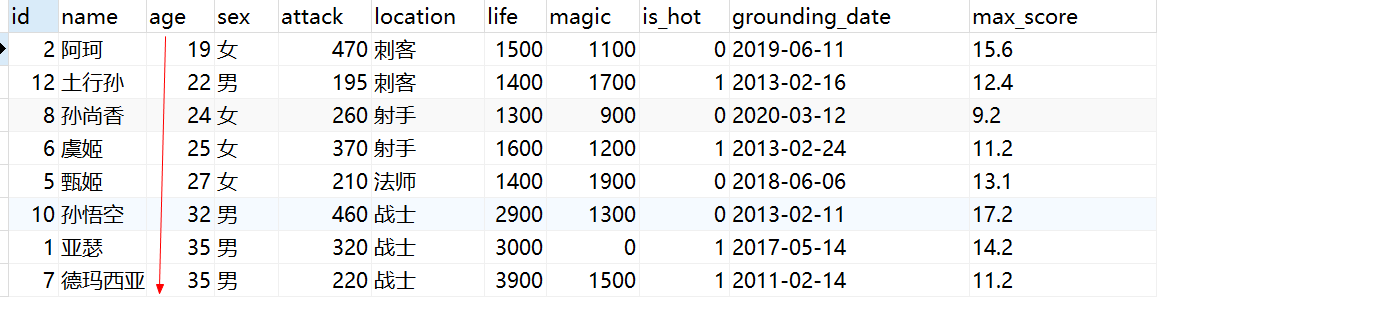 id name age sex attack location life magic is_hot grounding_date max_score
2 阿珂 19 女 470 刺客 1500 1100 0 2019-06-11 15.6
12 土行孙 22 男 195 刺客 1400 1700 1 2013-02-16 12.4
8 孙尚香 24 女 260 射手 1300 900 0 2020-03-12 9.2
6 虞姬 25 女 370 射手 1600 1200 1 2013-02-24 11.2
5 甄姬 27 女 210 法师 1400 1900 0 2018-06-06 13.1
10 孙悟空 32 男 460 战士 2900 1300 0 2013-02-11 17.2
1 亚瑟 35 男 320 战士 3000 0 1 2017-05-14 14.2
7 德玛西亚 35 男 220 战士 3900 1500 1 2011-02-14 11.2